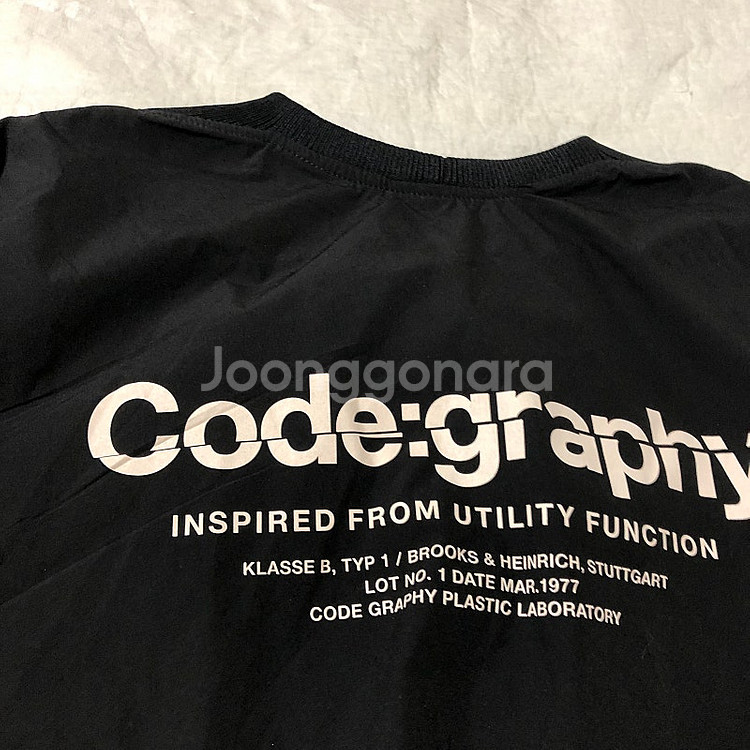 Joonggonara
Code:graphy
INSPIRED FROM UTILITY FUNCTION
KLASSE B, TYP 1 / BROOKS & HEINRICH, STUTTGART
LOT NO. 1 DATE MAR.1977
CODE GRAPHY PLASTIC LABORATORY